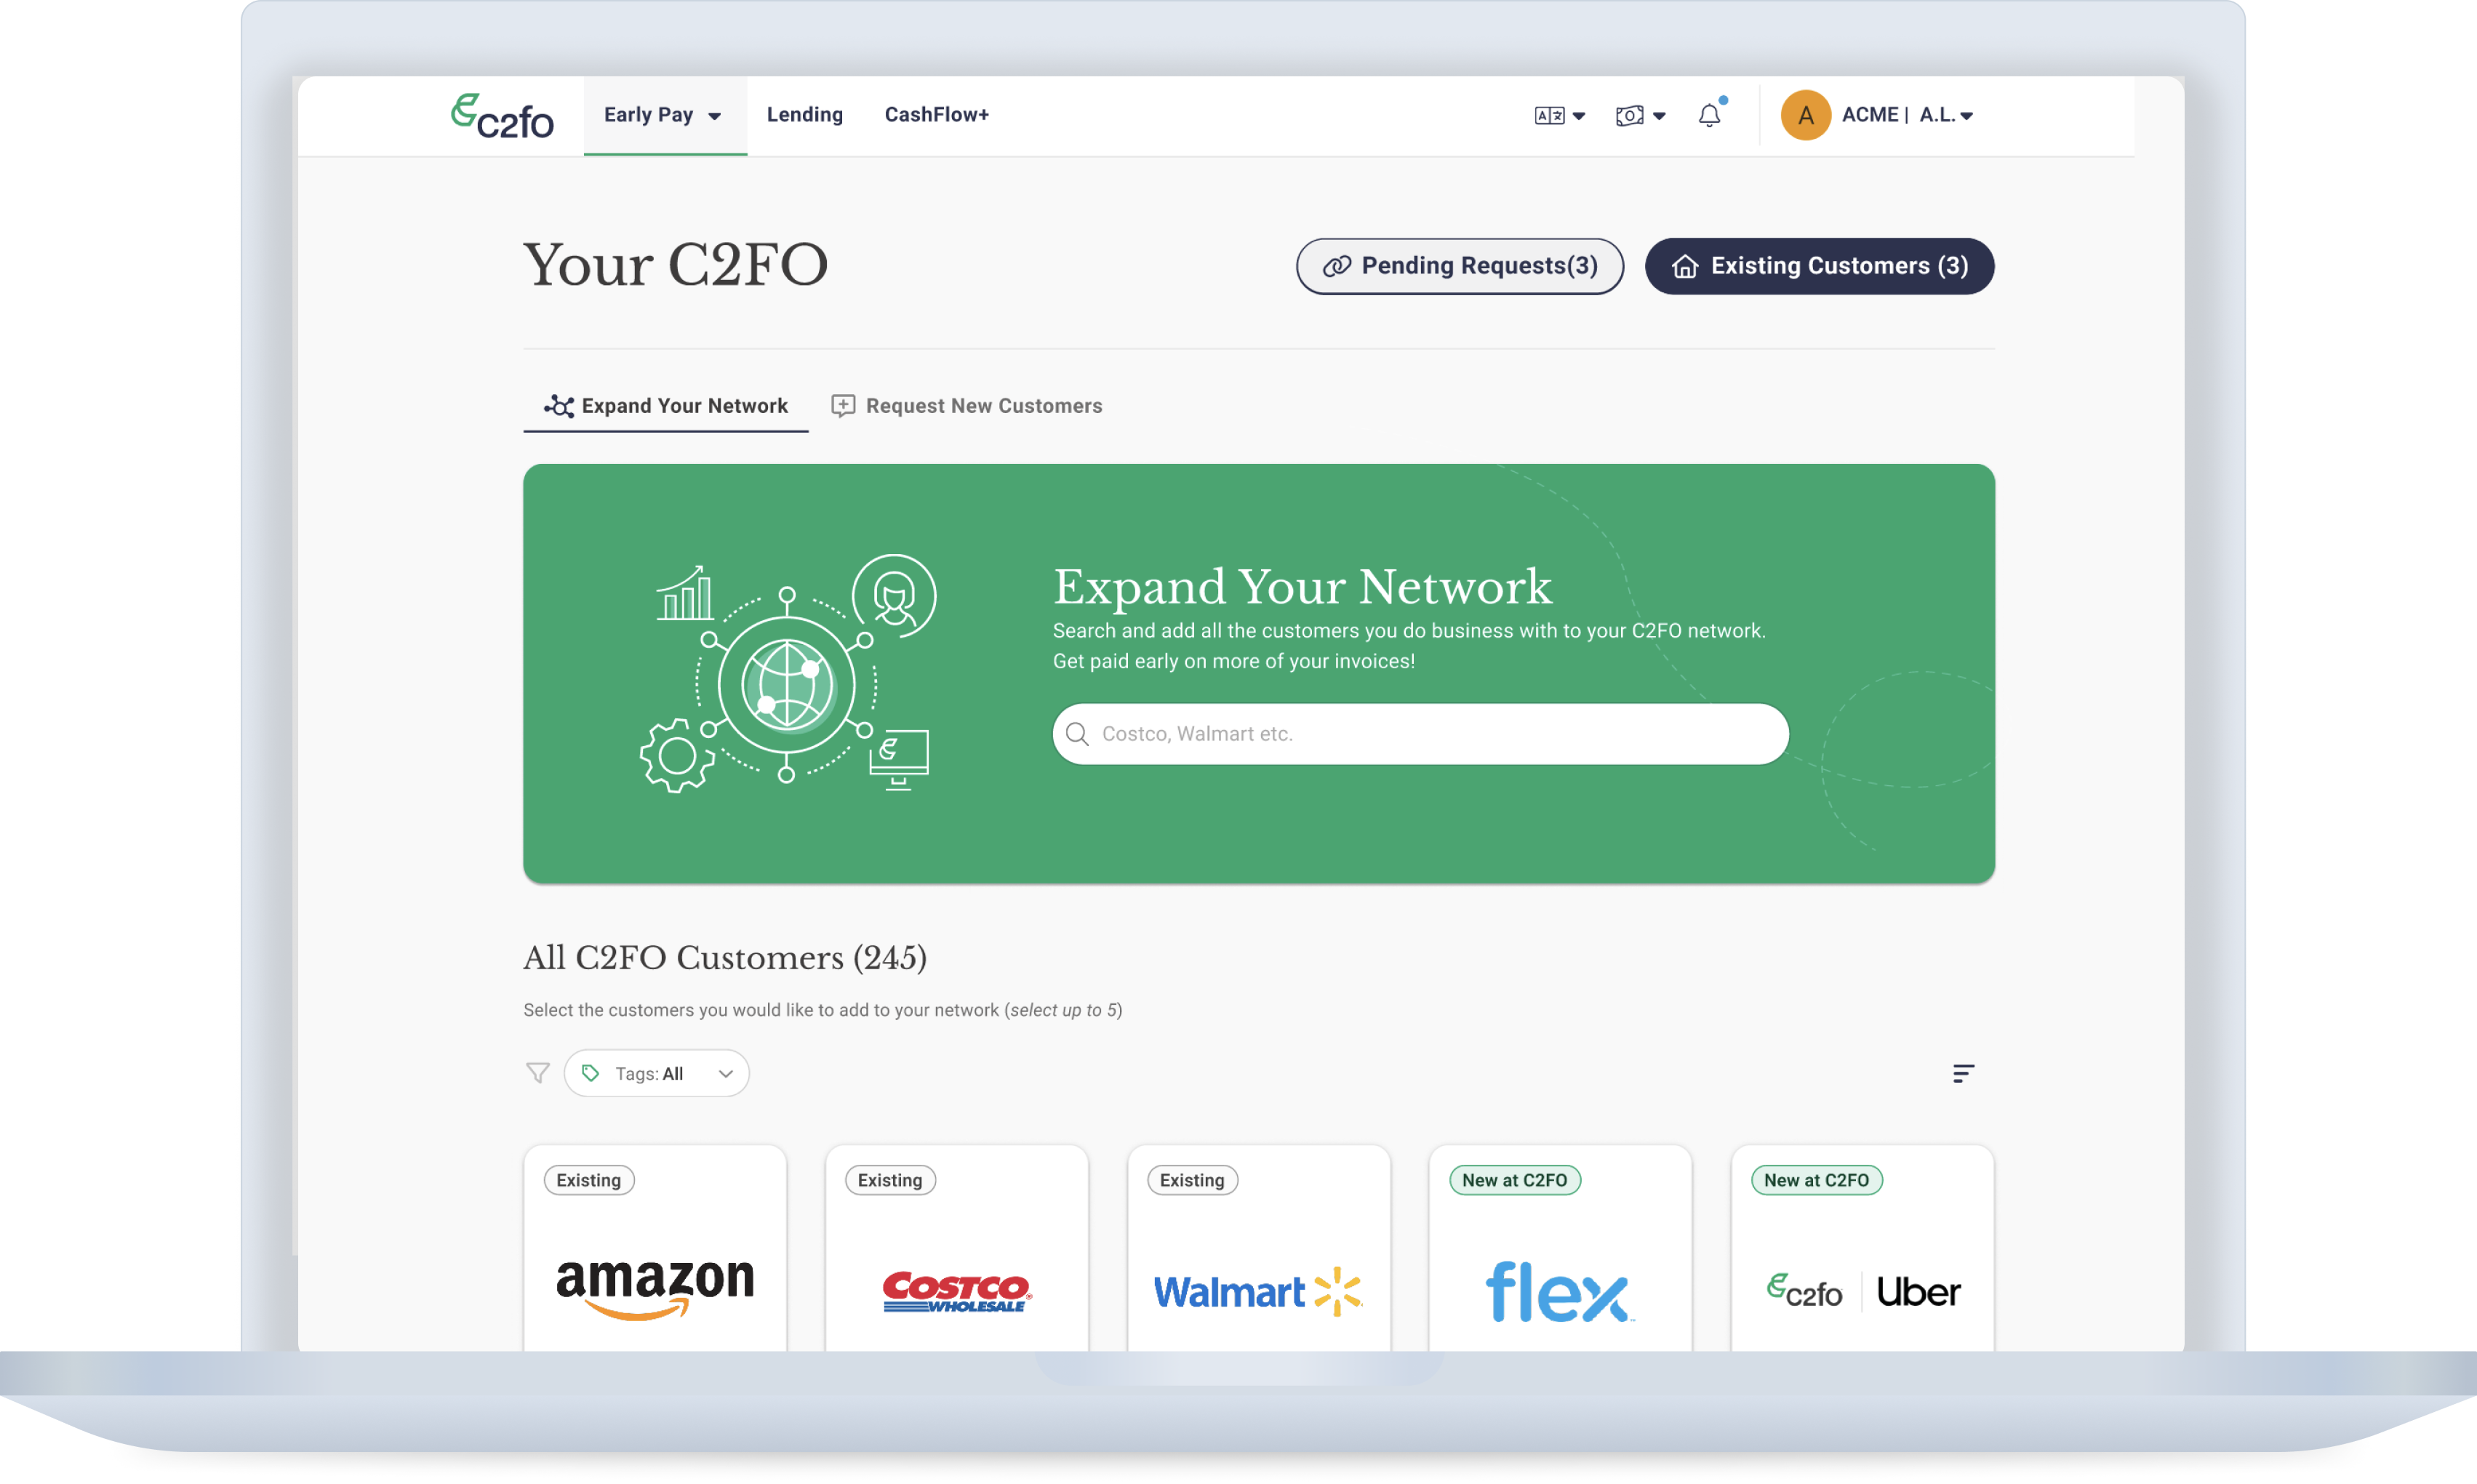 c2fo Early Pay Lending CashFlow+ A ACME | A.L.
Your C2FO
Pending Requests(3) Existing Customers (3)
Expand Your Network Request New Customers
Expand Your Network
Search and add all the customers you do business with to your C2FO network.
Get paid early on more of your invoices!
Costco, Walmart etc.
All C2FO Customers (245)
Select the customers you would like to add to your network (select up to 5)
Tags: All
Existing Existing Existing New at C2FO New at C2FO
amazon COSTCO WHOLESALE Walmart flex c2fo | Uber